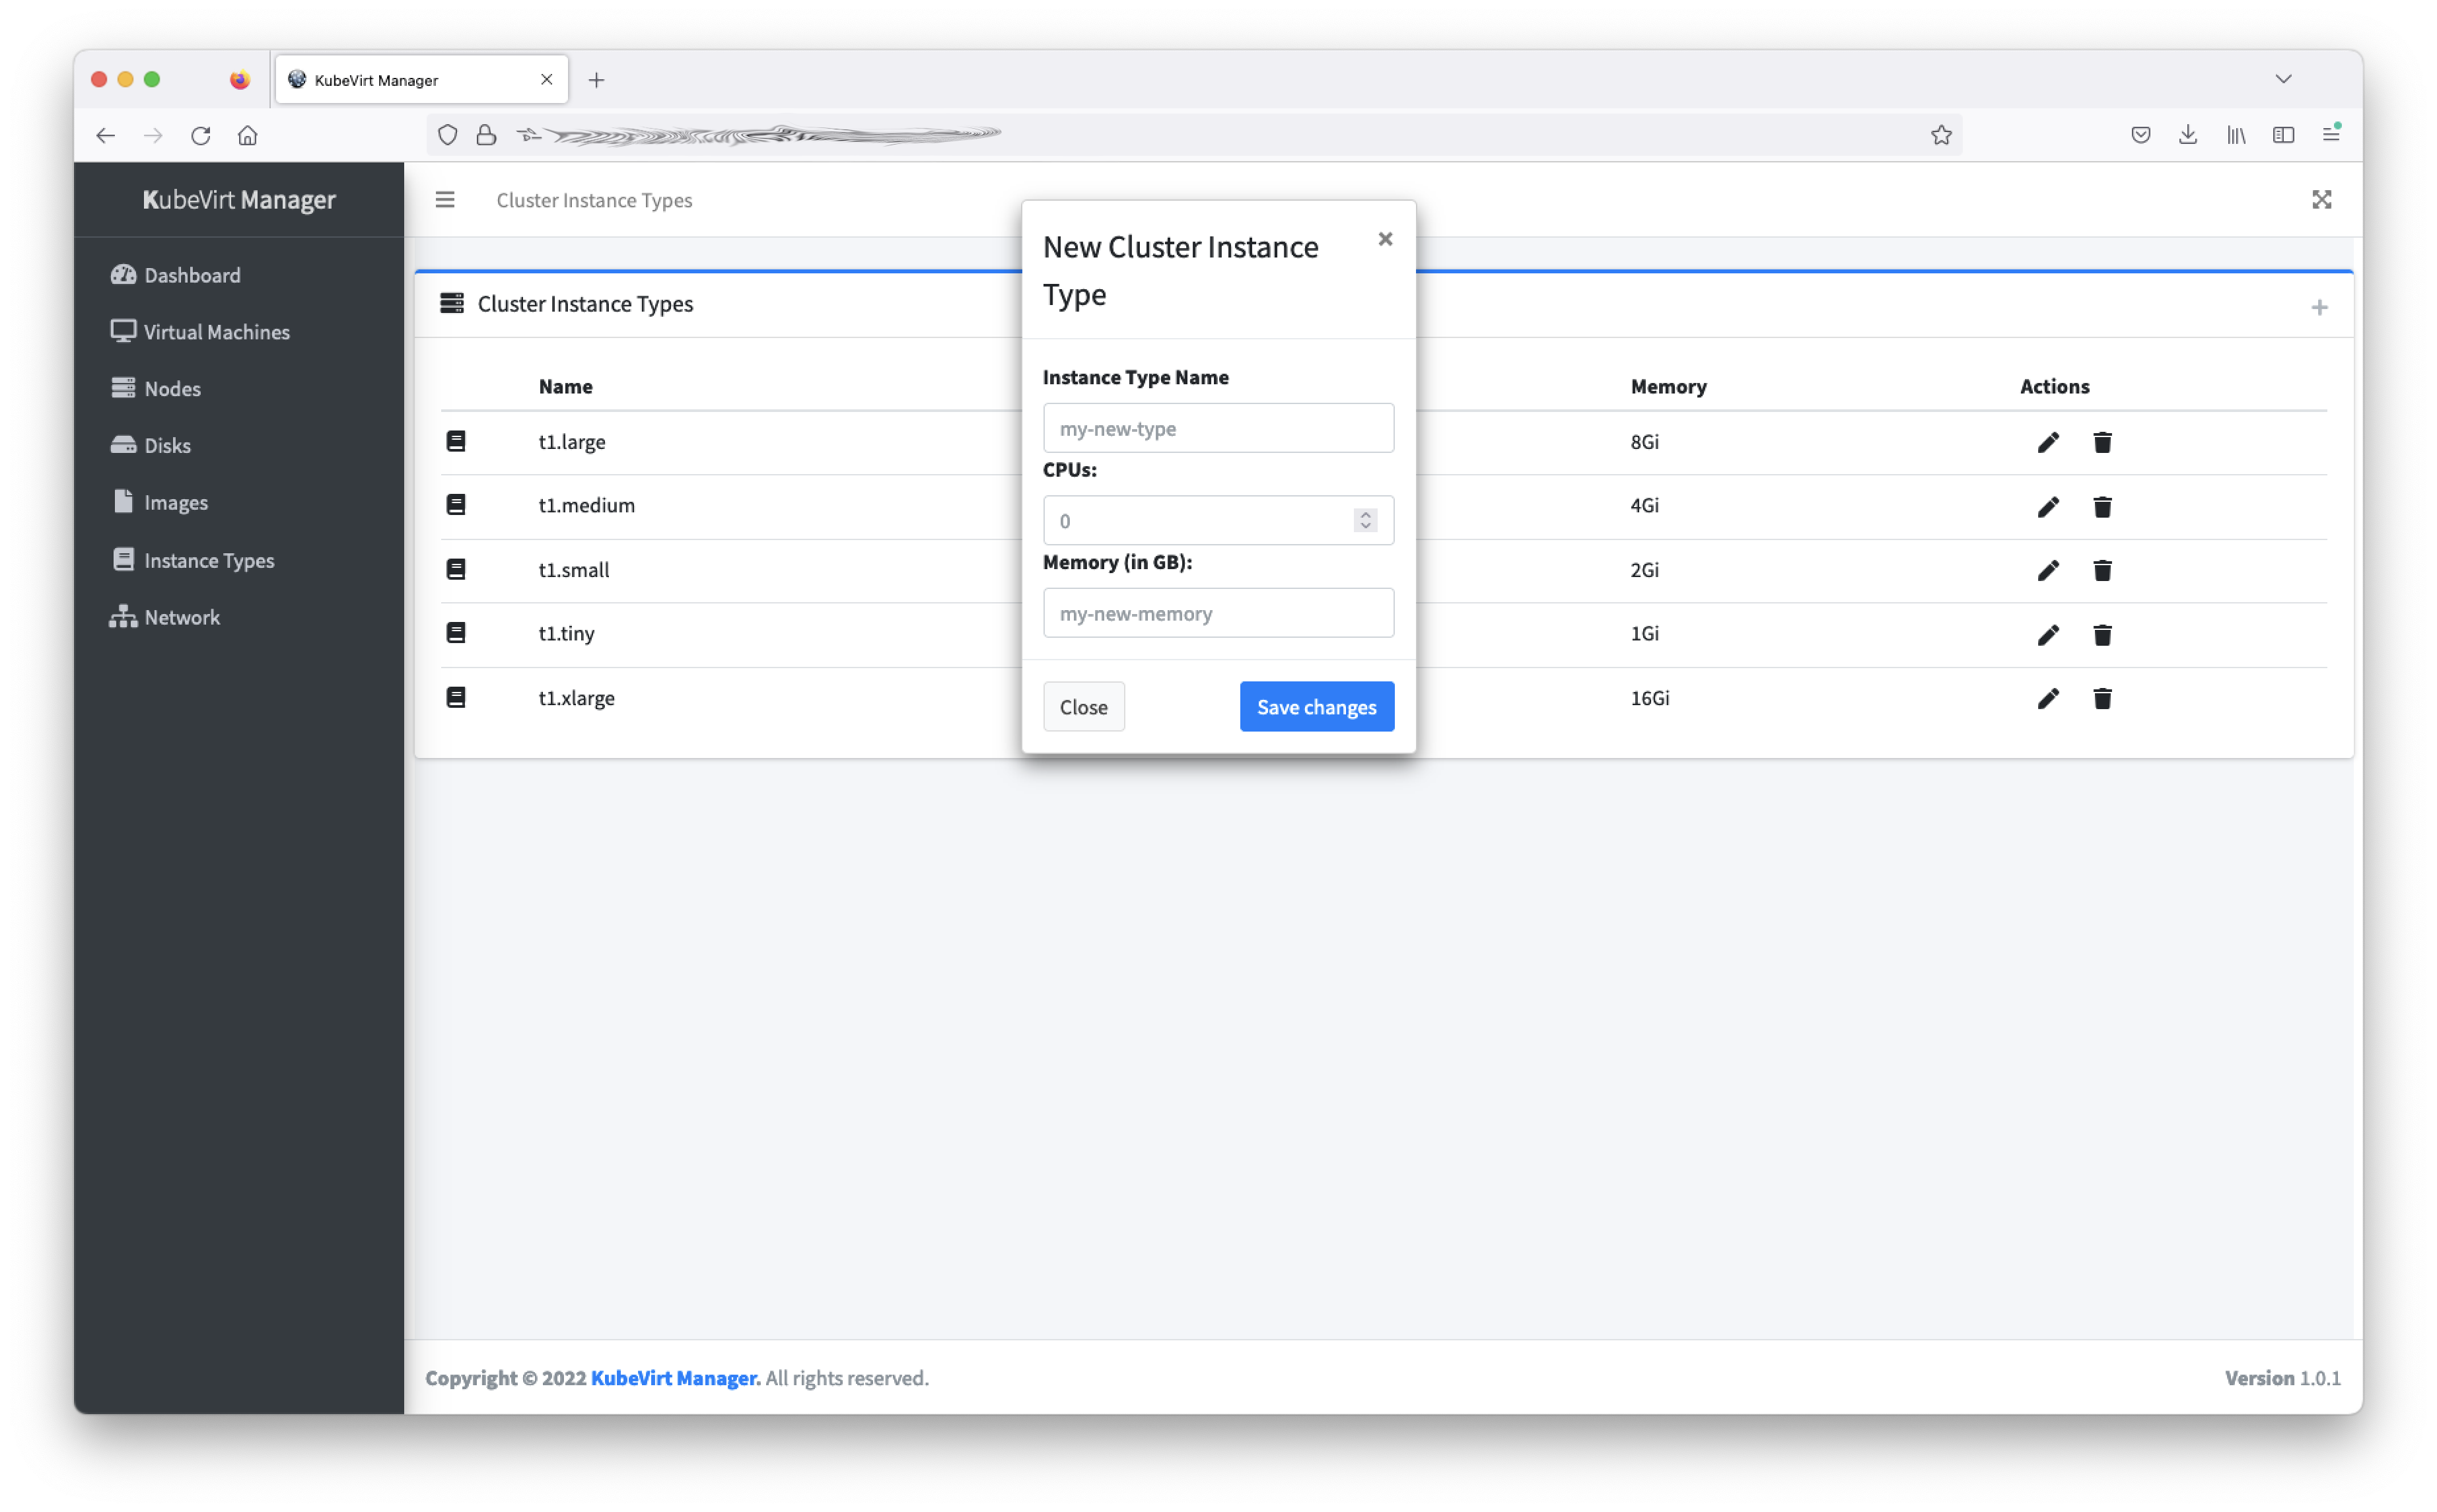 KubeVirt Manager
KubeVirt Manager
Cluster Instance Types
Dashboard
Virtual Machines
Nodes
Disks
Images
Instance Types
Network
Cluster Instance Types
Name
Memory
Actions
t1.large
8Gi
t1.medium
4Gi
t1.small
2Gi
t1.tiny
1Gi
t1.xlarge
16Gi
New Cluster Instance
Type
×
Instance Type Name
my-new-type
CPUs:
0
Memory (in GB):
my-new-memory
Close
Save changes
Copyright © 2022 KubeVirt Manager. All rights reserved.
Version 1.0.1